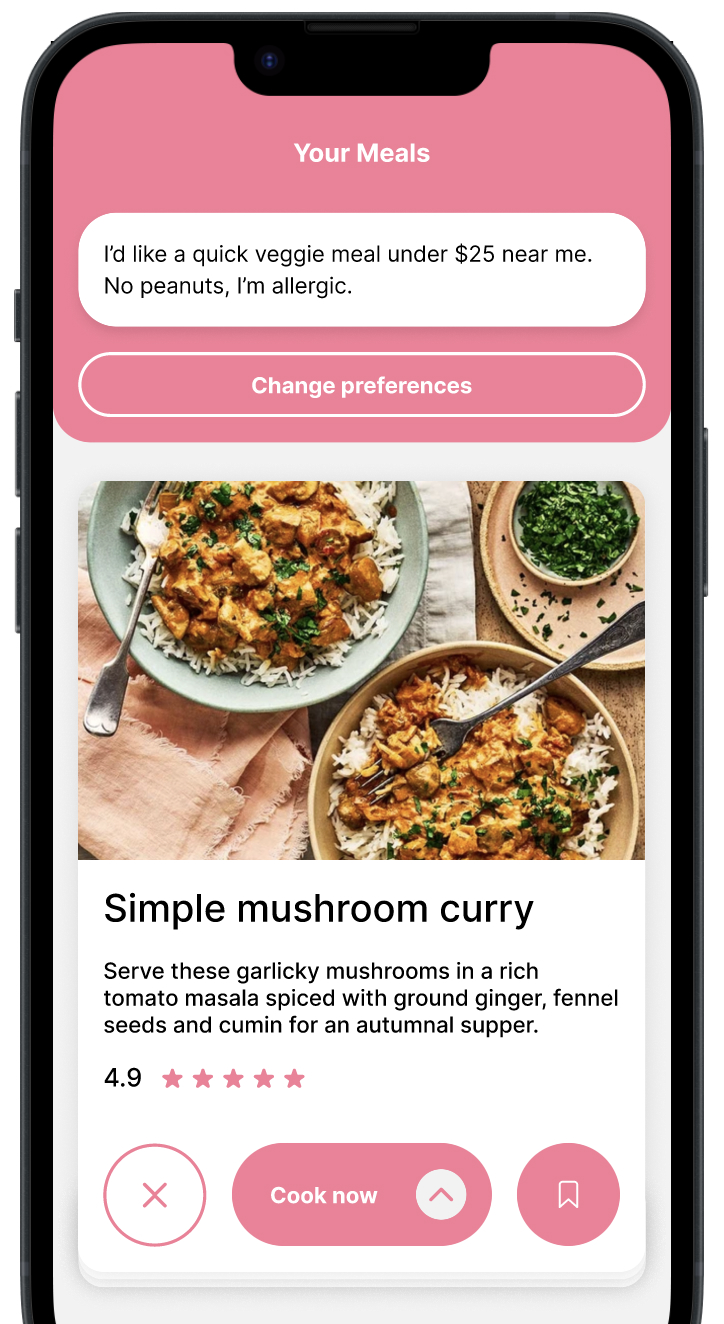 Your Meals
I’d like a quick veggie meal under $25 near me.
No peanuts, I’m allergic.
Change preferences
Simple mushroom curry
Serve these garlicky mushrooms in a rich
tomato masala spiced with ground ginger, fennel
seeds and cumin for an autumnal supper.
4.9
Cook now